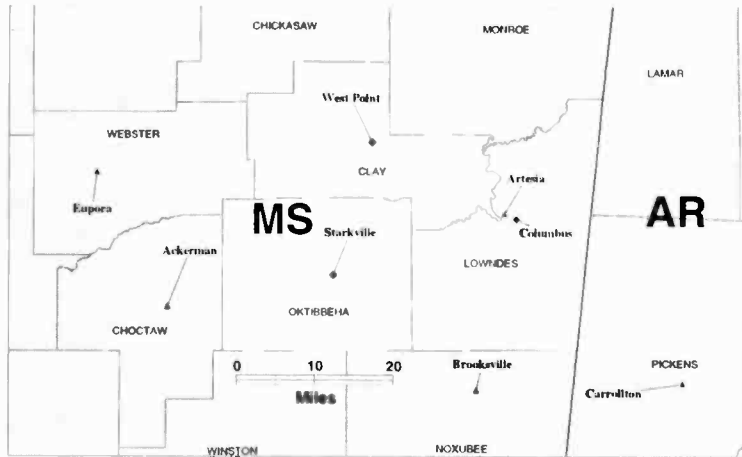 CHICKASAW
MONROE
LAMAR
West Point
WEBSTER
CLAY
Artesia
Eupora
MS
AR
Starkville
Columbus
Ackerman
LOWNDES
OKTIBBEHA
CHOCTAW
0 10 20
Miles
Brooksville
PICKENS
Carrollton
WINSTON
NOXUBEE